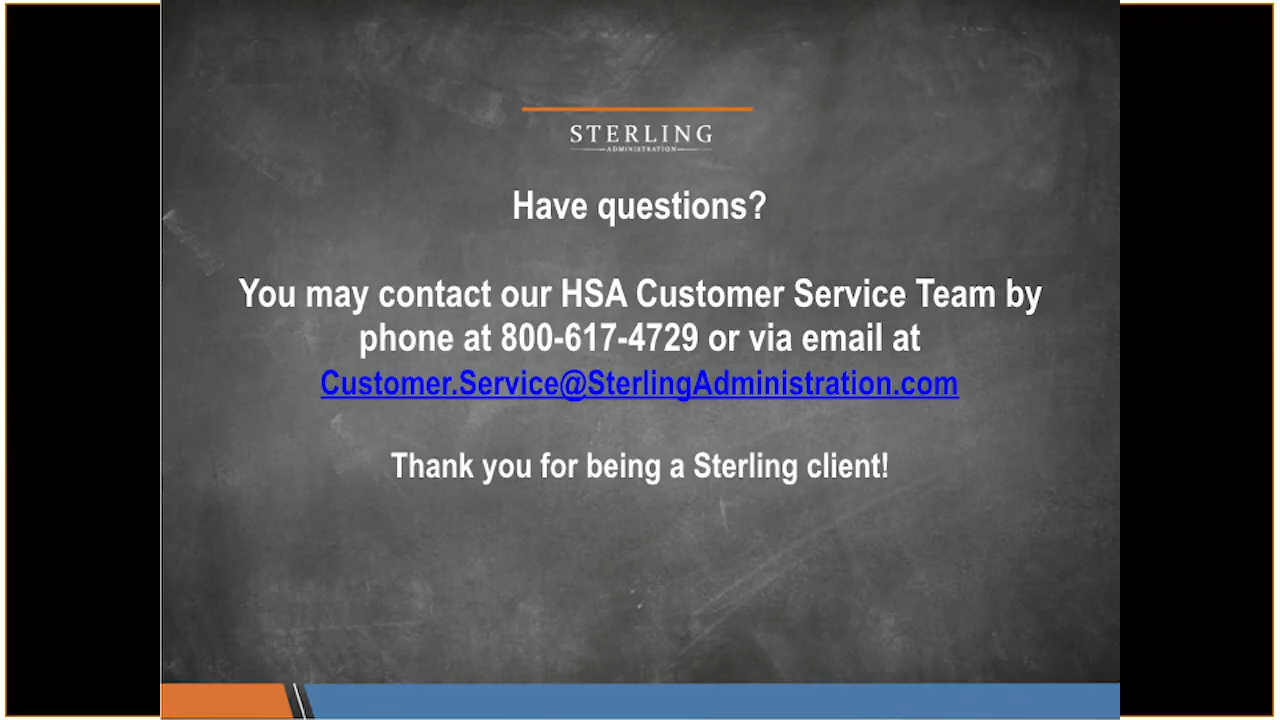 STERLING
ADMINISTRATION
Have questions?
You may contact our HSA Customer Service Team by
phone at 800-617-4729 or via email at
Customer.Service@SterlingAdministration.com
Thank you for being a Sterling client!